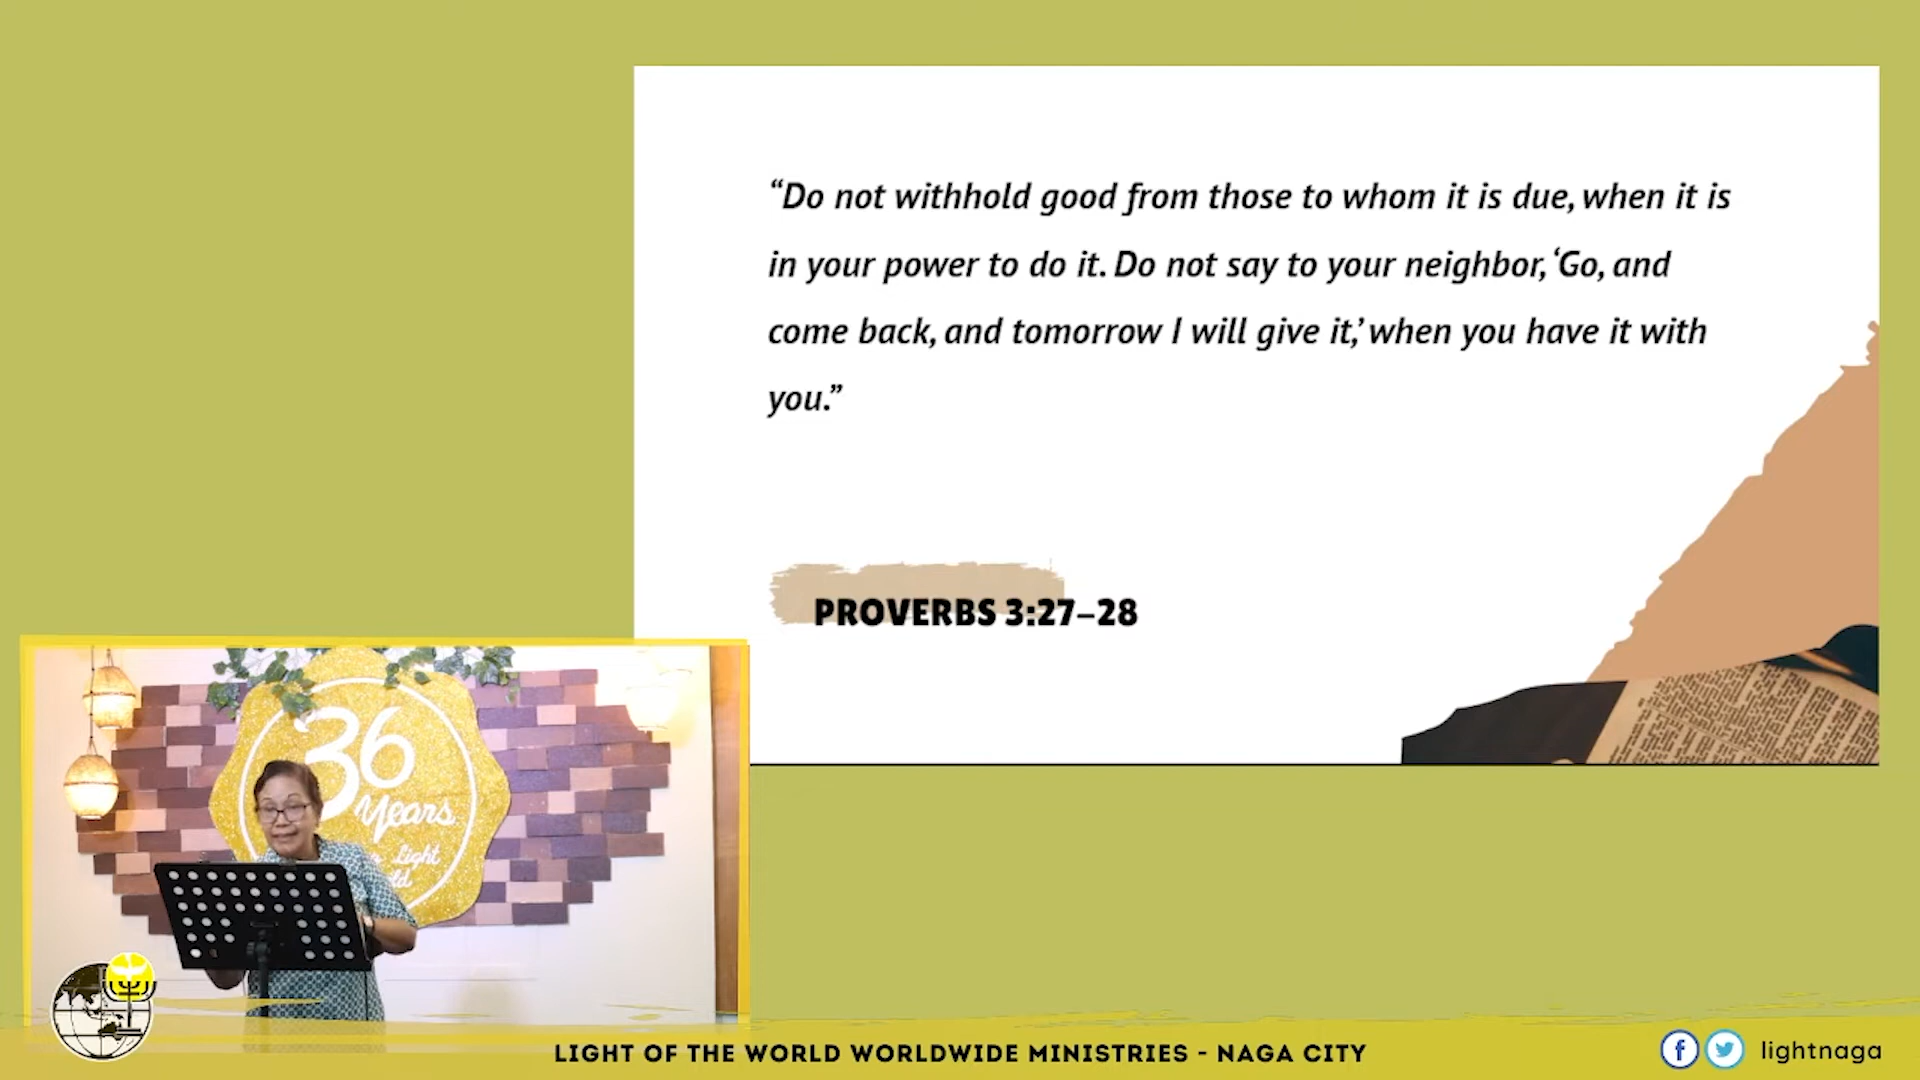 “Do not withhold good from those to whom it is due, when it is
in your power to do it. Do not say to your neighbor, ‘Go, and
come back, and tomorrow I will give it,’ when you have it with
you.”
PROVERBS 3:27–28
36
Years
Light
LIGHT OF THE WORLD WORLDWIDE MINISTRIES - NAGA CITY
lightnaga